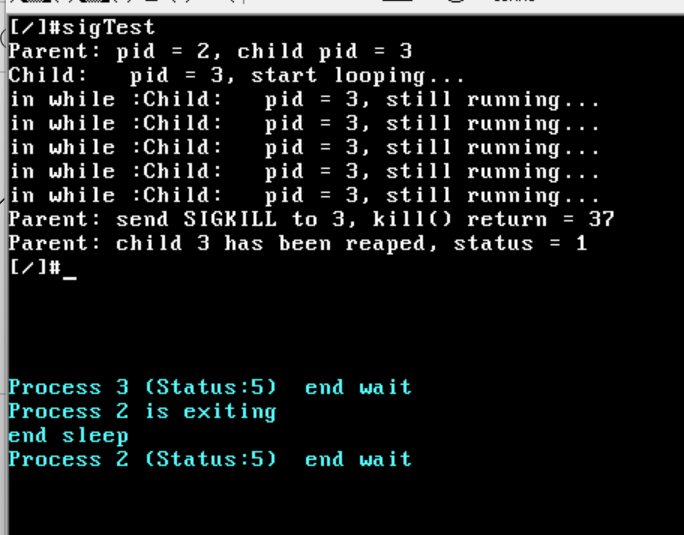 [/]#sigTest
Parent: pid = 2, child pid = 3
Child:   pid = 3, start looping...
in while :Child:   pid = 3, still running...
in while :Child:   pid = 3, still running...
in while :Child:   pid = 3, still running...
in while :Child:   pid = 3, still running...
in while :Child:   pid = 3, still running...
Parent: send SIGKILL to 3, kill() return = 37
Parent: child 3 has been reaped, status = 1
[/]#_
Process 3 (Status:5)  end wait
Process 2 is exiting
end sleep
Process 2 (Status:5)  end wait